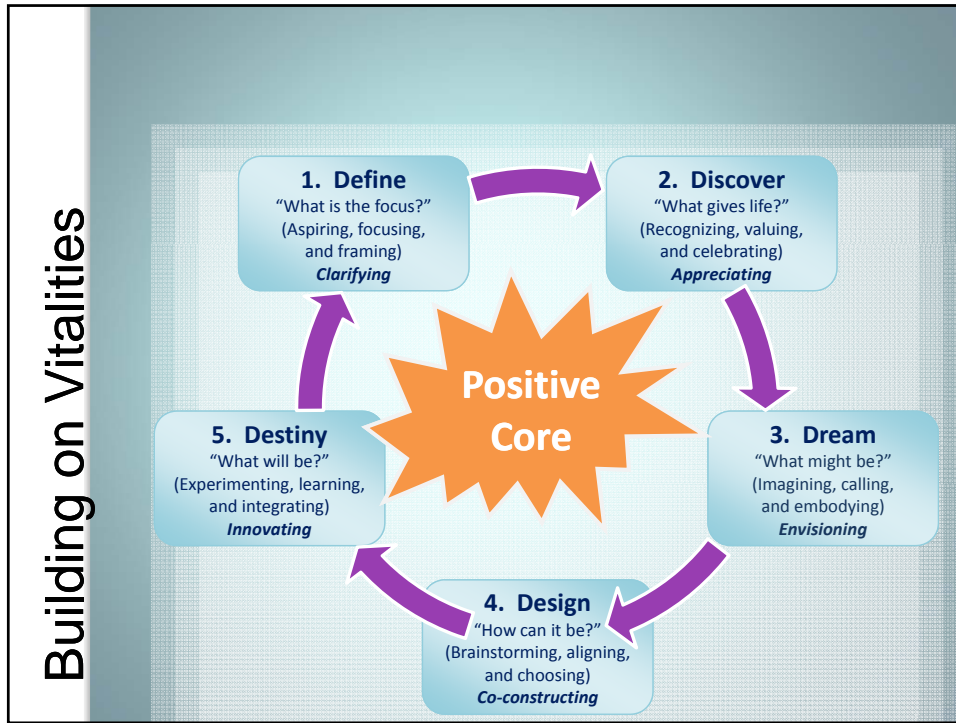 Building on Vitalities
1. Define
“What is the focus?”
(Aspiring, focusing,
and framing)
Clarifying
2. Discover
“What gives life?”
(Recognizing, valuing,
and celebrating)
Appreciating
Positive
Core
3. Dream
“What might be?”
(Imagining, calling,
and embodying)
Envisioning
4. Design
“How can it be?”
(Brainstorming, aligning,
and choosing)
Co-constructing
5. Destiny
“What will be?”
(Experimenting, learning,
and integrating)
Innovating